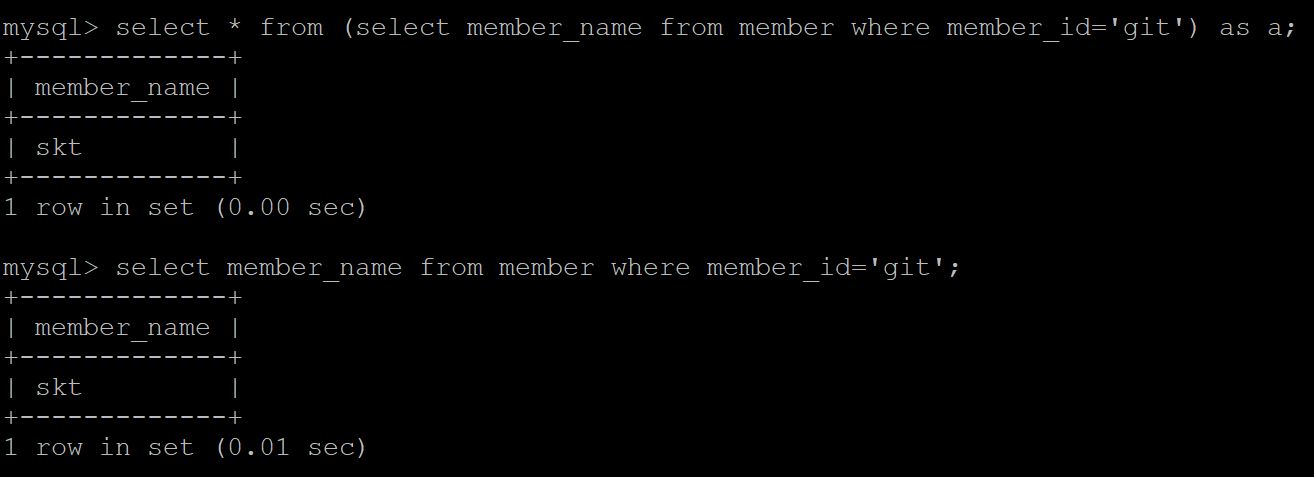 mysql> select * from (select member_name from member where member_id='git') as a;
+-------------+
| member_name |
+-------------+
| skt         |
+-------------+
1 row in set (0.00 sec)

mysql> select member_name from member where member_id='git';
+-------------+
| member_name |
+-------------+
| skt         |
+-------------+
1 row in set (0.01 sec)